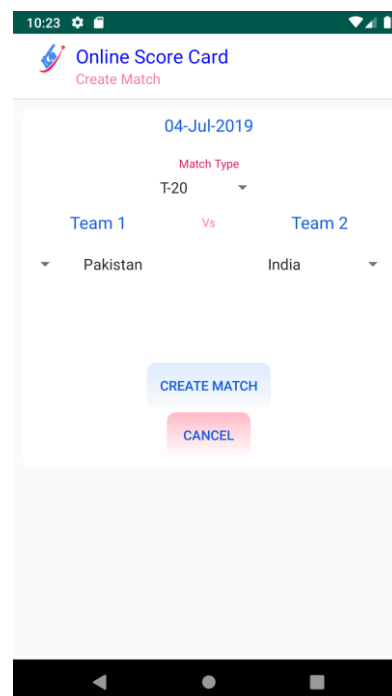 10:23
Online Score Card
Create Match
04-Jul-2019
Match Type
T-20
Team 1 Vs Team 2
Pakistan India
CREATE MATCH
CANCEL